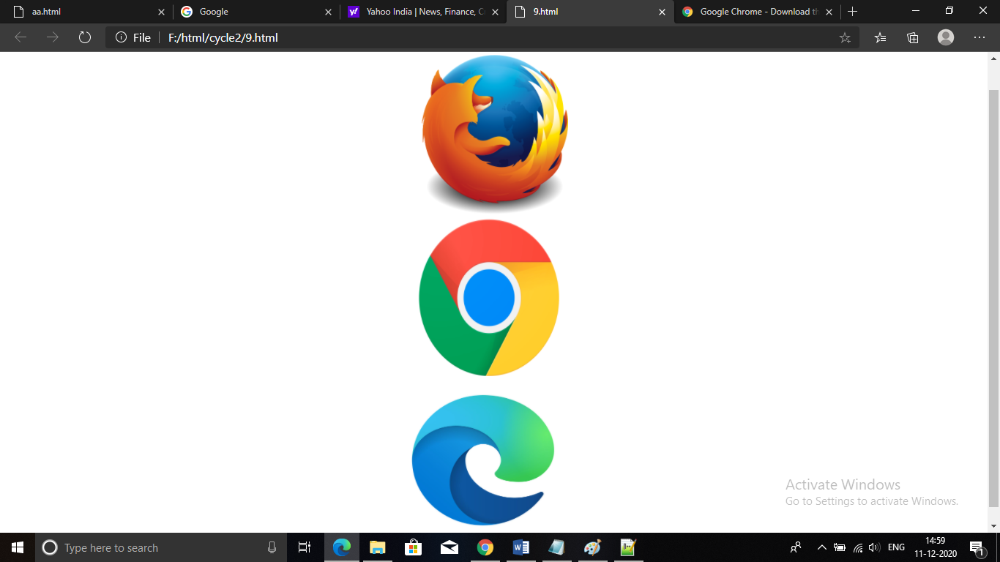 aa.html
Google
Yahoo India | News, Finance, C
9.html
Google Chrome - Download th
File
F:/html/cycle2/9.html
Activate Windows
Go to Settings to activate Windows.
Type here to search
ENG
14:59
11-12-2020
1